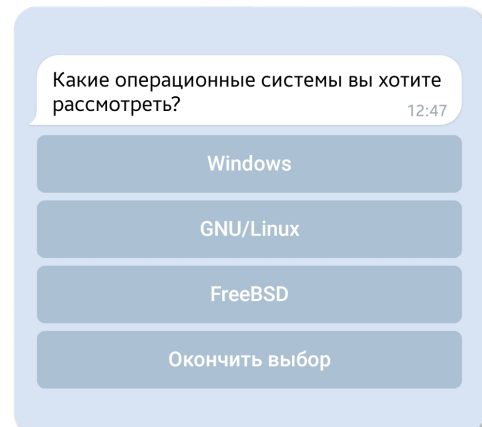 Какие операционные системы вы хотите
рассмотреть?
12:47
Windows
GNU/Linux
FreeBSD
Окончить выбор